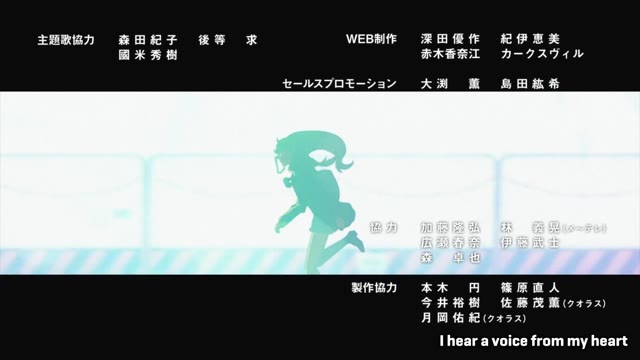 主題歌協力 森田紀子 後等 求
國米秀樹
WEB制作 深田優作 紀伊恵美
赤木香奈江 カークスヴィル
セールスプロモーション 大渕 薫 島田紘希
協力 加藤隆弘 林 義晃(メ〜テレ)
広瀬春奈 伊藤武士
森 卓也
製作協力 本木 円 篠原直人
今井裕樹 佐藤茂薫(クオラス)
月岡佑紀(クオラス)
I hear a voice from my heart